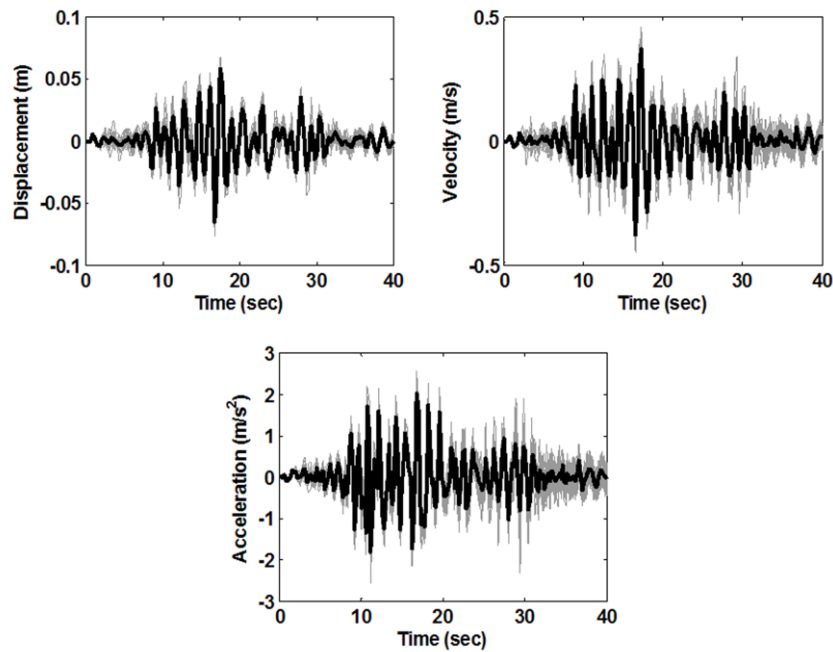 0.1
0.05
0
-0.05
-0.1
Displacement (m)
0 10 20 30 40
Time (sec)
0.5
0
-0.5
Velocity (m/s)
0 10 20 30 40
Time (sec)
3
2
1
0
-1
-2
-3
Acceleration (m/s²)
0 10 20 30 40
Time (sec)